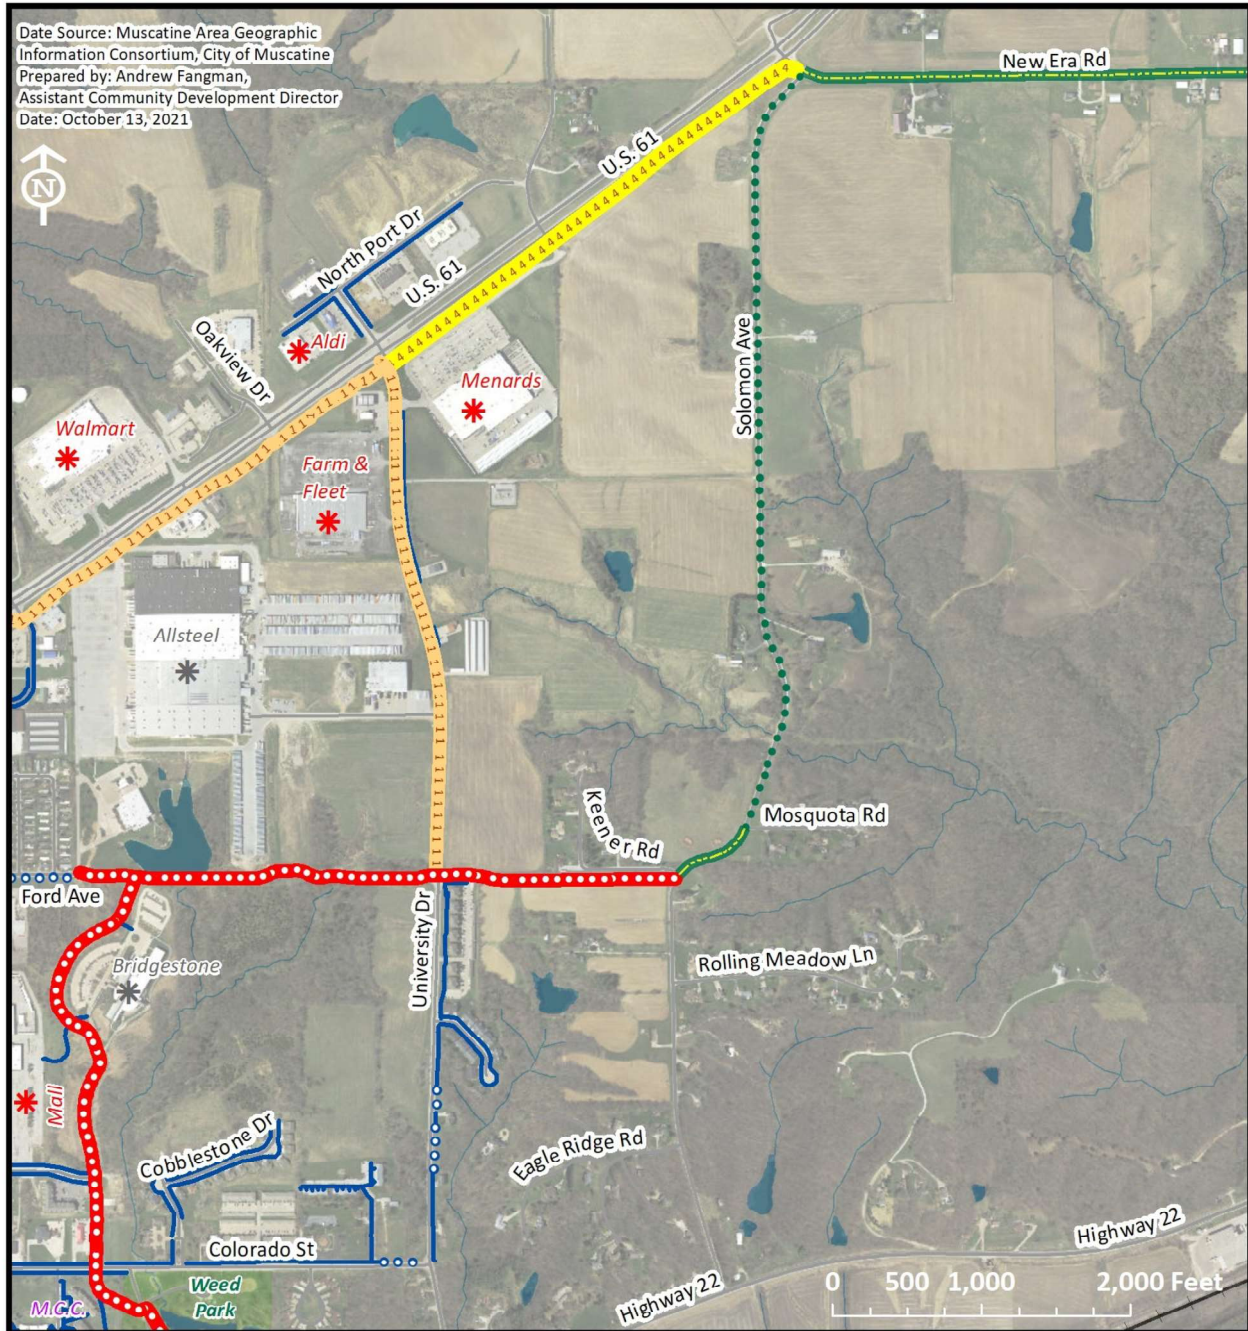 Date Source: Muscatine Area Geographic
Information Consortium, City of Muscatine
Prepared by: Andrew Fangman,
Assistant Community Development Director
Date: October 13, 2021
N
New Era Rd
U.S. 61
444444444444444444444444444444444444
North Port Dr
U.S. 61
Oakview Dr
Aldi
Solomon Ave
Menards
Walmart
Farm &
Fleet
Allsteel
Keener Rd
Mosquota Rd
Ford Ave
University Dr
Bridgestone
Rolling Meadow Ln
Mall
Cobblestone Dr
Eagle Ridge Rd
Highway 22
Colorado St
Weed
Park
M.C.C.
Highway 22
0 500 1,000 2,000 Feet